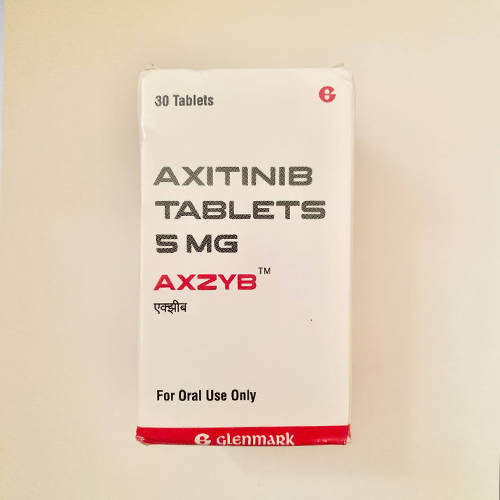 30 Tablets
AXITINIB
TABLETS
5 MG
AXZYB™
एक्झीब
For Oral Use Only
GLENMARK